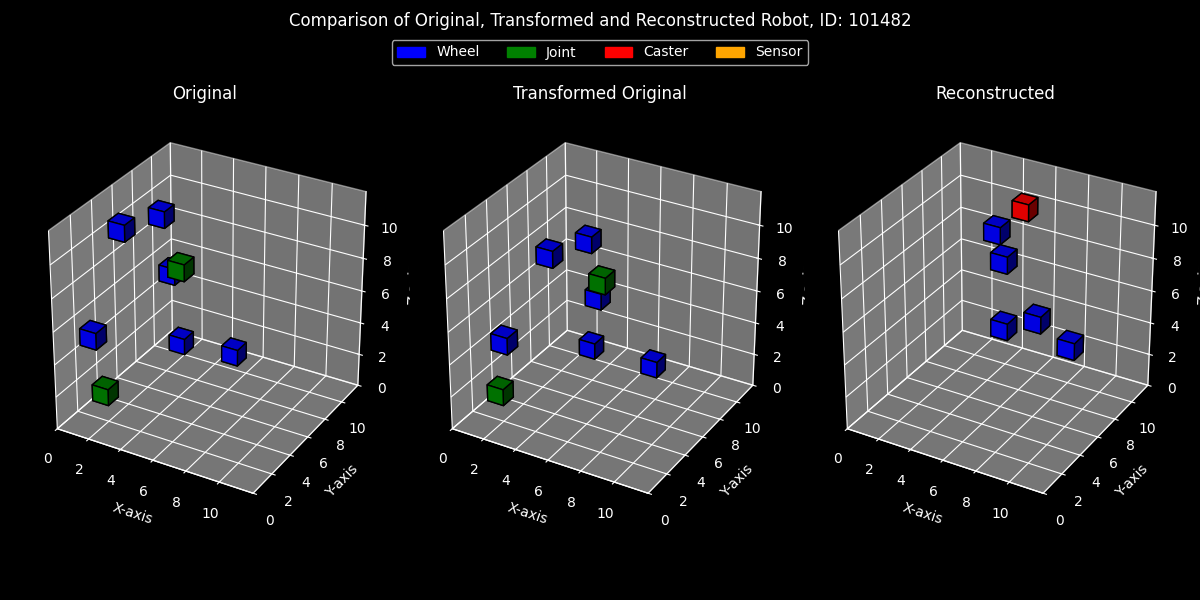 Comparison of Original, Transformed and Reconstructed Robot, ID: 101482
Wheel Joint Caster Sensor
Original Transformed Original Reconstructed
10 10 10
8 8 8
6 6 6
4 4 4
2 2 2
0 0 0
0 2 4 6 8 10 0 2 4 6 8 10 0 2 4 6 8 10
0 2 4 6 8 10 0 2 4 6 8 10 0 2 4 6 8 10
X-axis Y-axis X-axis Y-axis X-axis Y-axis